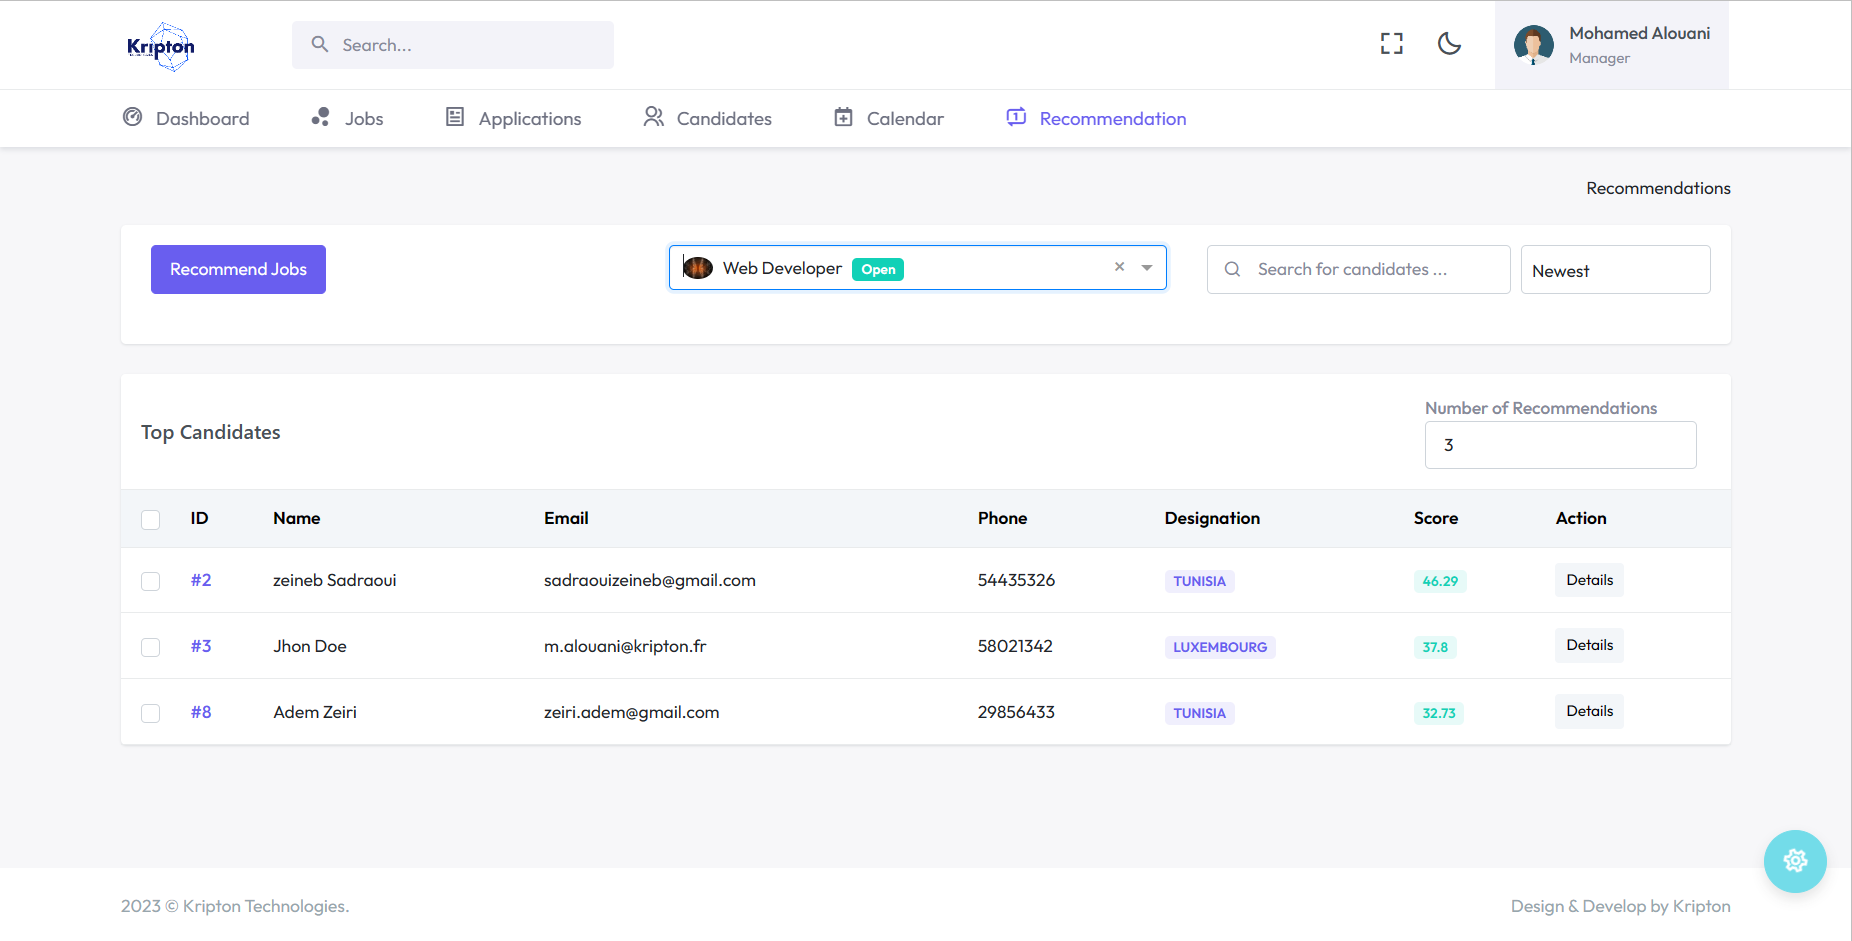 Kripton
Search...
Mohamed Alouani
Manager
Dashboard
Jobs
Applications
Candidates
Calendar
1
Recommendation
Recommendations
Recommend Jobs
Web Developer Open
×
Search for candidates ...
Newest
Top Candidates
Number of Recommendations
3
ID Name Email Phone Designation Score Action
#2 zeineb Sadraoui sadraouizeineb@gmail.com 54435326 TUNISIA 46.29 Details
#3 Jhon Doe m.alouani@kripton.fr 58021342 LUXEMBOURG 37.8 Details
#8 Adem Zeiri zeiri.adem@gmail.com 29856433 TUNISIA 32.73 Details
2023 © Kripton Technologies.
Design & Develop by Kripton